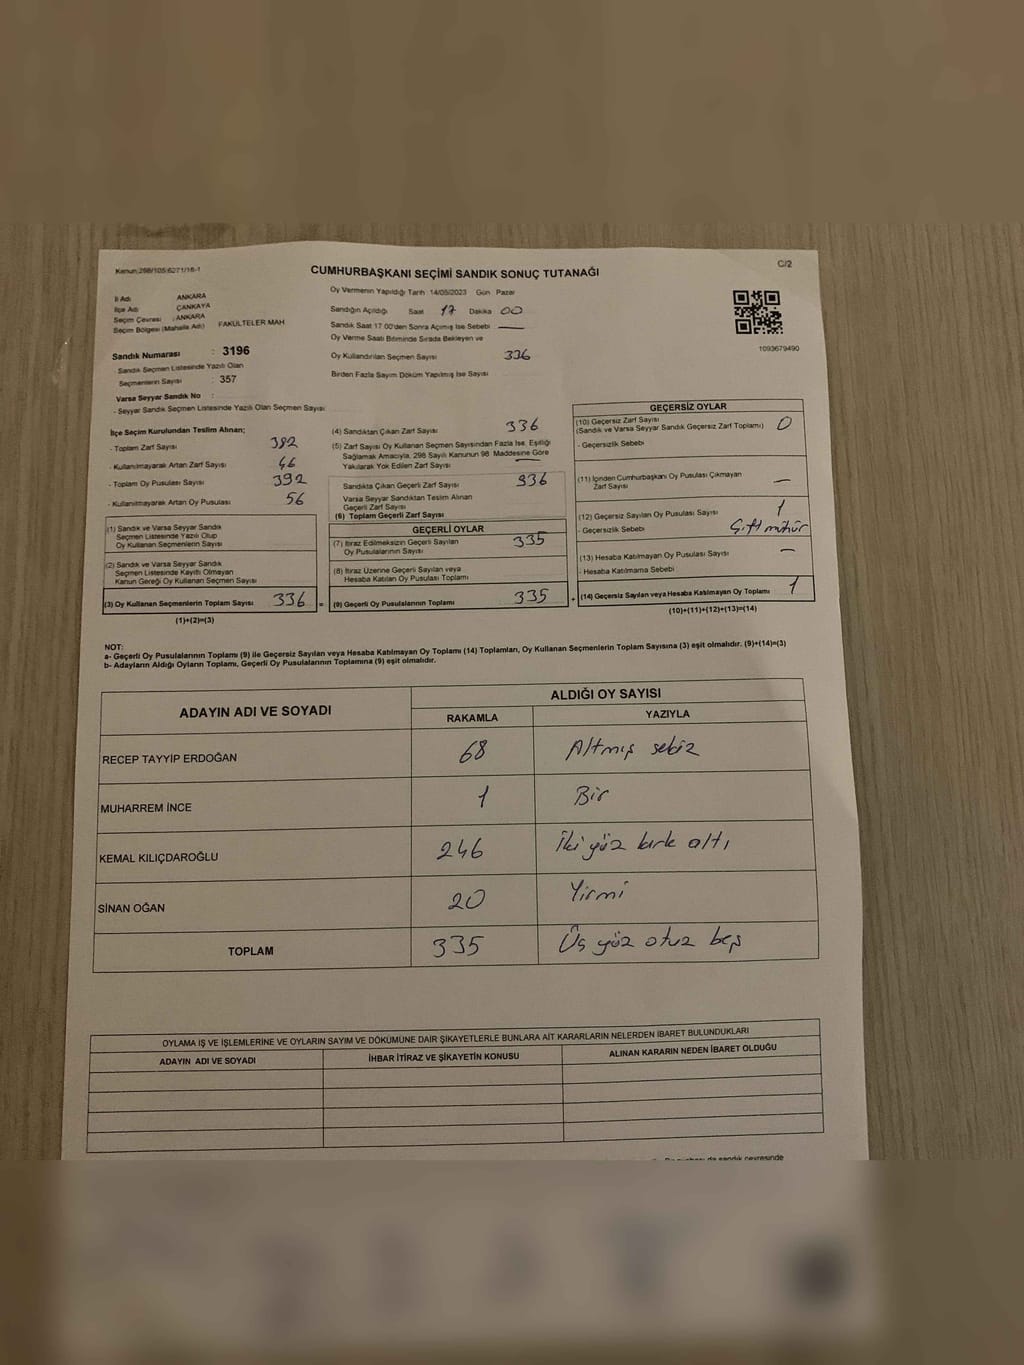 Kanun:298/105;6271/16-1
C/2
CUMHURBAŞKANI SEÇİMİ SANDIK SONUÇ TUTANAĞI
İl Adı : ANKARA
İlçe Adı : ÇANKAYA
Seçim Çevresi : ANKARA
Seçim Bölgesi (Mahalle Adı) : FAKÜLTELER MAH
Sandık Numarası : 3196
- Sandık Seçmen Listesinde Yazılı Olan
Seçmenlerin Sayısı : 357
Varsa Seyyar Sandık No :
- Seyyar Sandık Seçmen Listesinde Yazılı Olan Seçmen Sayısı :
Oy Vermenin Yapıldığı Tarih :14/05/2023 Gün : Pazar
Sandığın Açıldığı Saat 17 Dakika 00
Sandık Saat 17:00'den Sonra Açımış Ise Sebebi —
Oy Verme Saati Bitiminde Sırada Bekleyen ve
Oy Kullandırılan Seçmen Sayısı 336
Birden Fazla Sayım Döküm Yapılmış Ise Sayısı
1093679490
İlçe Seçim Kurulundan Teslim Alınan;
- Toplam Zarf Sayısı 382
- Kullanılmayarak Artan Zarf Sayısı 46
- Toplam Oy Pusulası Sayısı 392
- Kullanılmayarak Artan Oy Pusulası 56
(1) Sandık ve Varsa Seyyar Sandık
Seçmen Listesinde Yazılı Olup
Oy Kullanan Seçmenlerin Sayısı
(2) Sandık ve Varsa Seyyar Sandık
Seçmen Listesinde Kayıtlı Olmayan
Kanun Gereği Oy Kullanan Seçmen Sayısı
(3) Oy Kullanan Seçmenlerin Toplam Sayısı 336 =
(1)+(2)=(3)
(4) Sandıktan Çıkan Zarf Sayısı 336
(5) Zarf Sayısı Oy Kullanan Seçmen Sayısından Fazla Ise, Eşitliği
Sağlamak Amacıyla, 298 Sayılı Kanunun 98. Maddesine Göre
Yakılarak Yok Edilen Zarf Sayısı —
Sandıkta Çıkan Geçerli Zarf Sayısı 336
Varsa Seyyar Sandıktan Teslim Alınan
Geçerli Zarf Sayısı
(6) Toplam Geçerli Zarf Sayısı
GEÇERLİ OYLAR
(7) İtiraz Edilmeksizin Geçerli Sayılan
Oy Pusulalarının Sayısı 335
(8) İtiraz Üzerine Geçerli Sayılan veya
Hesaba Katılan Oy Pusulası Toplamı
(9) Geçerli Oy Pusulalarının Toplamı 335 +
GEÇERSİZ OYLAR
(10) Geçersiz Zarf Sayısı
(Sandık ve Varsa Seyyar Sandık Geçersiz Zarf Toplamı) 0
- Geçersizlik Sebebi
(11) İçinden Cumhurbaşkanı Oy Pusulası Çıkmayan
Zarf Sayısı —
(12) Geçersiz Sayılan Oy Pusulası Sayısı 1
- Geçersizlik Sebebi Çift mühür
(13) Hesaba Katılmayan Oy Pusulası Sayısı —
- Hesaba Katılmama Sebebi
(14) Geçersiz Sayılan veya Hesaba Katılmayan Oy Toplamı 1
(10)+(11)+(12)+(13)=(14)
NOT:
a- Geçerli Oy Pusulalarının Toplamı (9) ile Geçersiz Sayılan veya Hesaba Katılmayan Oy Toplamı (14) Toplamları, Oy Kullanan Seçmenlerin Toplam Sayısına (3) eşit olmalıdır. (9)+(14)=(3)
b- Adayların Aldığı Oyların Toplamı, Geçerli Oy Pusulalarının Toplamına (9) eşit olmalıdır.
ADAYIN ADI VE SOYADI ALDIĞI OY SAYISI
RAKAMLA YAZIYLA
RECEP TAYYİP ERDOĞAN 68 Altmış sekiz
MUHARREM İNCE 1 Bir
KEMAL KILIÇDAROĞLU 246 İki yüz kırk altı
SİNAN OĞAN 20 Yirmi
TOPLAM 335 Üç yüz otuz beş
OYLAMA İŞ VE İŞLEMLERİNE VE OYLARIN SAYIM VE DÖKÜMÜNE DAİR ŞİKAYETLERLE BUNLARA AİT KARARLARIN NELERDEN İBARET BULUNDUKLARI
ADAYIN ADI VE SOYADI İHBAR İTİRAZ VE ŞİKAYETİN KONUSU ALINAN KARARIN NEDEN İBARET OLDUĞU
da sandık çevresinde